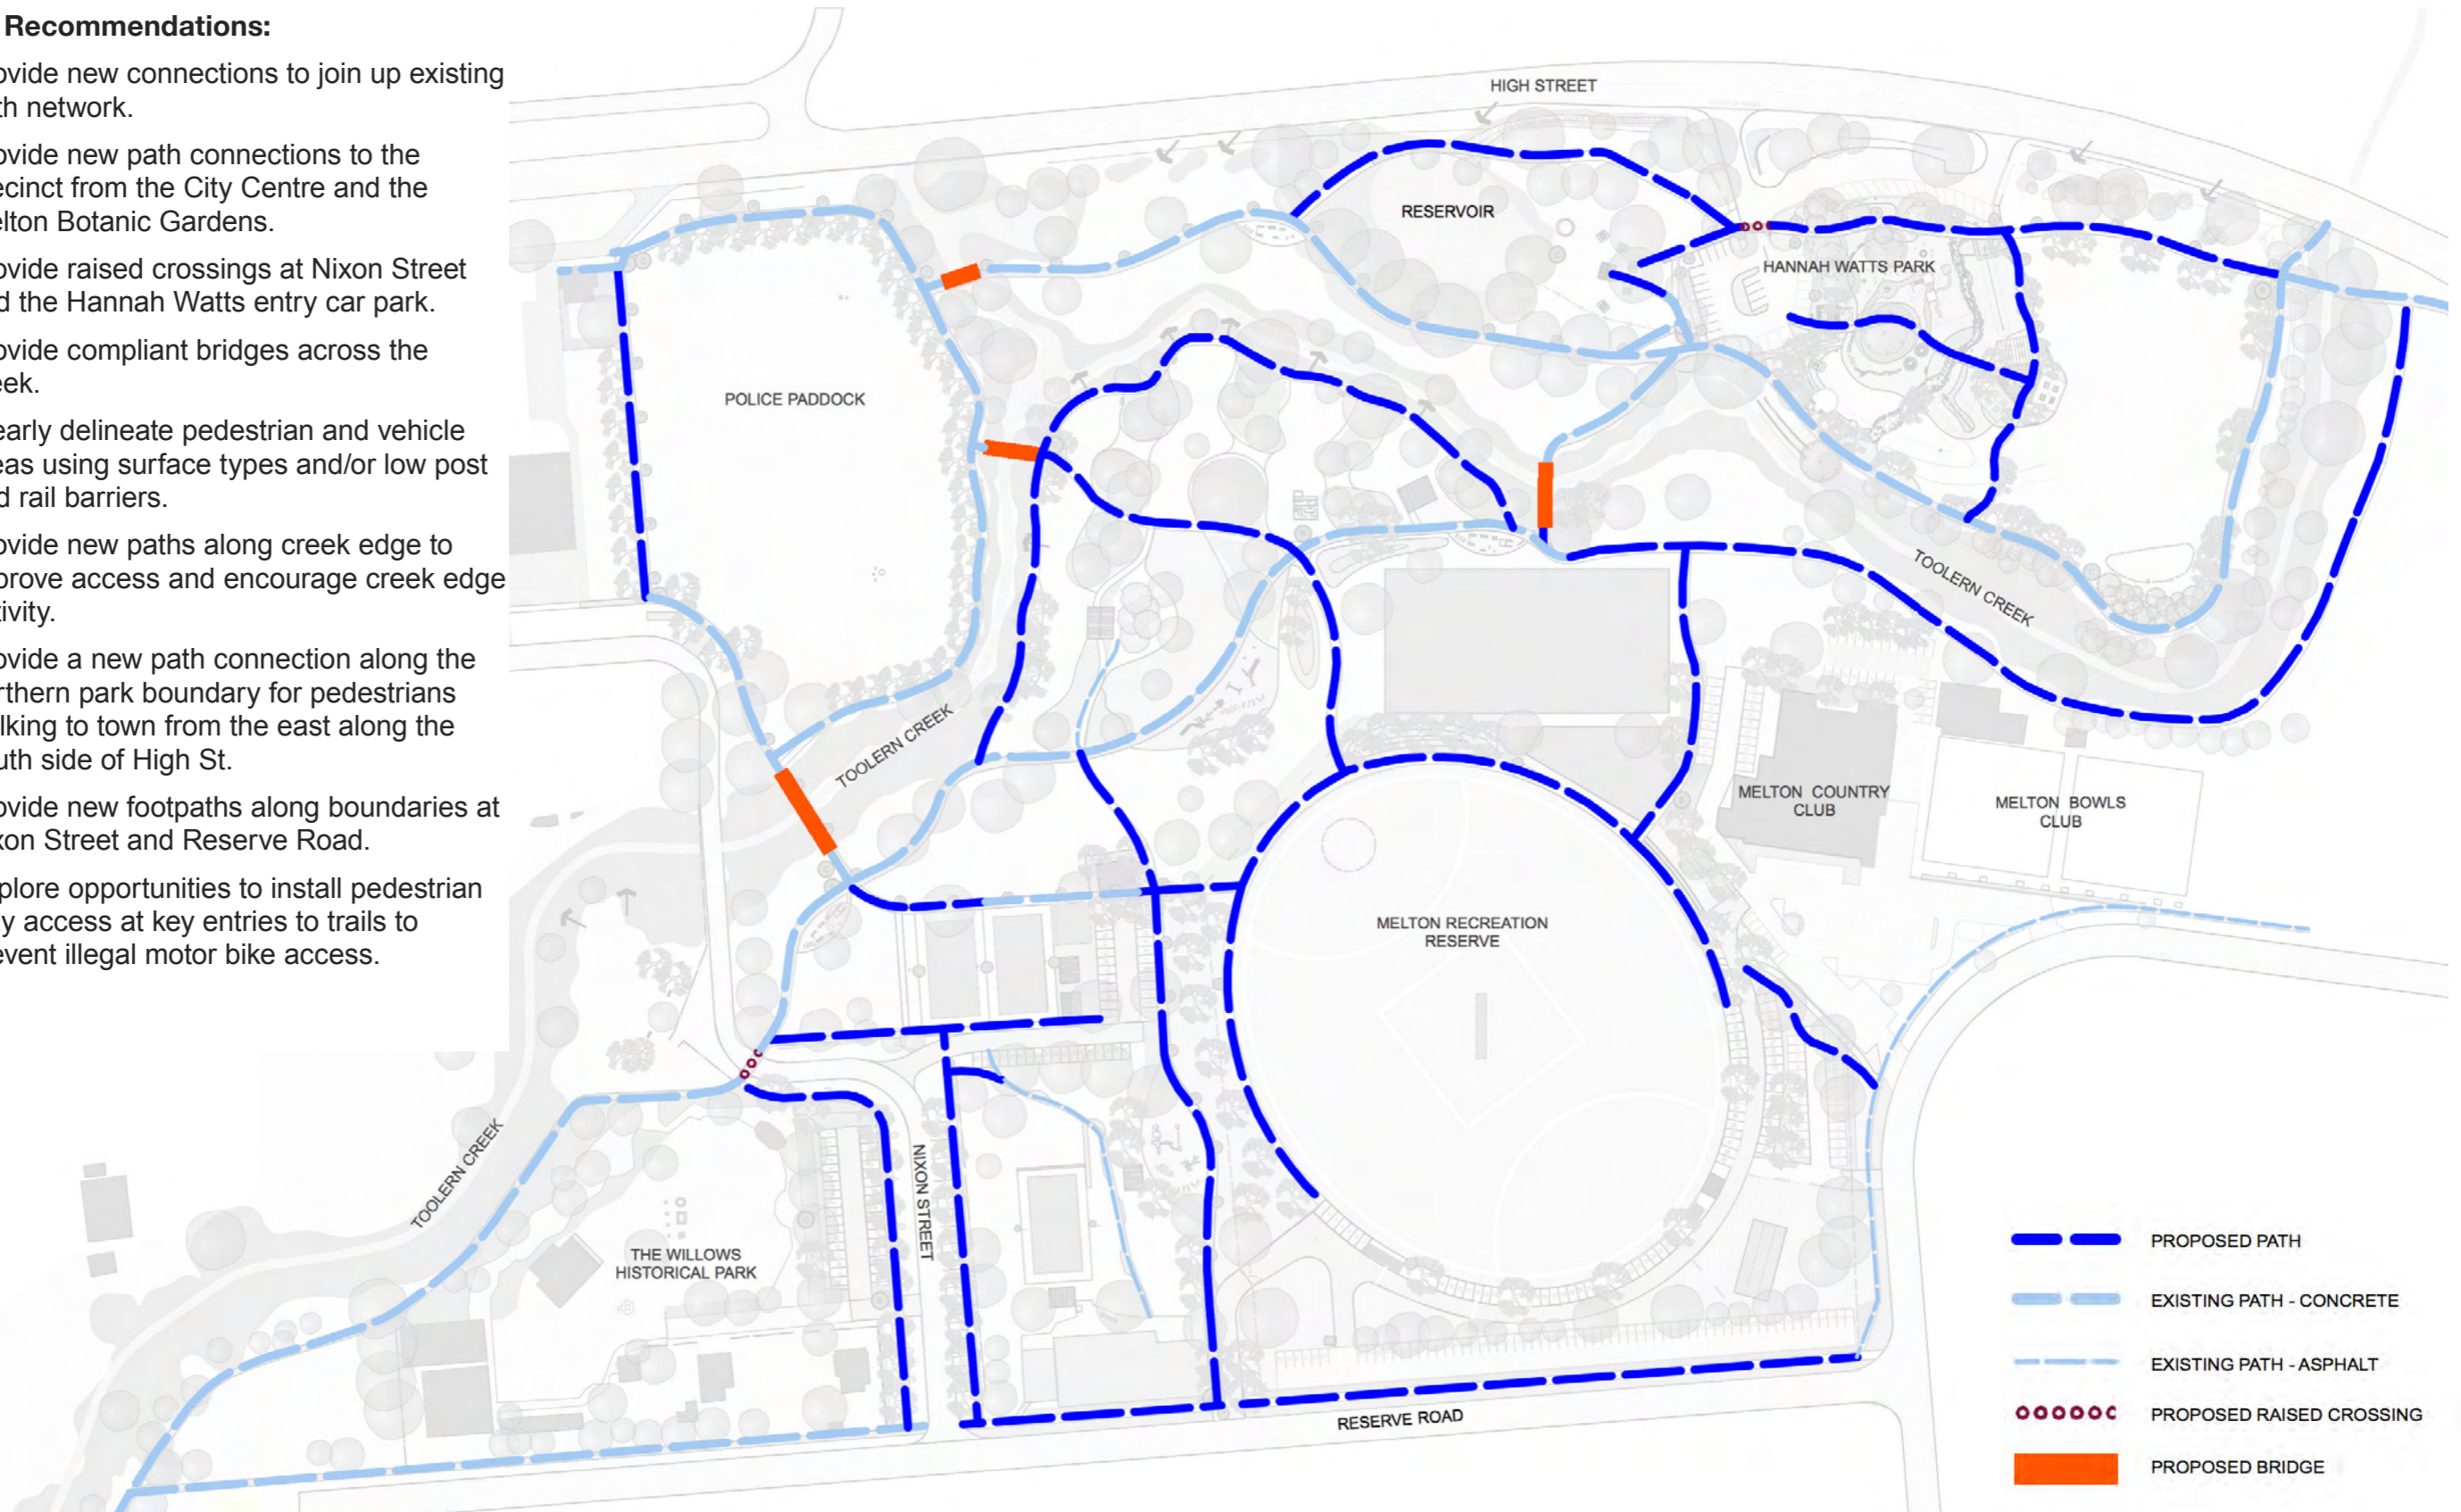 Recommendations:
ovide new connections to join up existing
th network.
ovide new path connections to the
ecinct from the City Centre and the
elton Botanic Gardens.
ovide raised crossings at Nixon Street
d the Hannah Watts entry car park.
ovide compliant bridges across the
eek.
early delineate pedestrian and vehicle
eas using surface types and/or low post
d rail barriers.
ovide new paths along creek edge to
prove access and encourage creek edge
tivity.
ovide a new path connection along the
rthern park boundary for pedestrians
lking to town from the east along the
uth side of High St.
ovide new footpaths along boundaries at
xon Street and Reserve Road.
plore opportunities to install pedestrian
y access at key entries to trails to
event illegal motor bike access.
HIGH STREET
RESERVOIR
HANNAH WATTS PARK
POLICE PADDOCK
TOOLERN CREEK
TOOLERN CREEK
MELTON COUNTRY
CLUB
MELTON BOWLS
CLUB
MELTON RECREATION
RESERVE
TOOLERN CREEK
NIXON STREET
THE WILLOWS
HISTORICAL PARK
RESERVE ROAD
PROPOSED PATH
EXISTING PATH - CONCRETE
EXISTING PATH - ASPHALT
PROPOSED RAISED CROSSING
PROPOSED BRIDGE